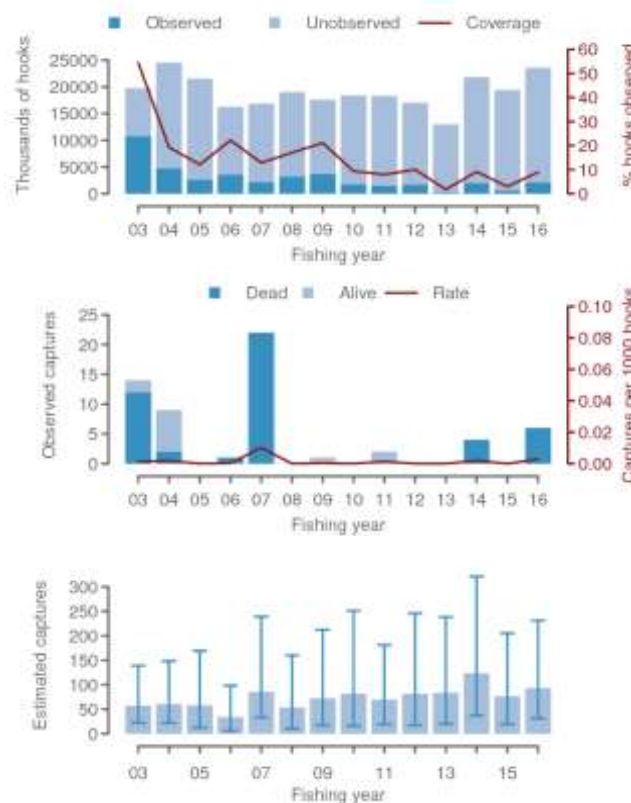 Observed Unobserved Coverage
Thousands of hooks
25000
20000
15000
10000
5000
0
60
50
40
30
20
10
0
% hooks observed
03 04 05 06 07 08 09 10 11 12 13 14 15 16
Fishing year
Dead Alive Rate
Observed captures
25
20
15
10
5
0
0.10
0.08
0.06
0.04
0.02
0.00
Captures per 1000 hooks
03 04 05 06 07 08 09 10 11 12 13 14 15 16
Fishing year
Estimated captures
300
250
200
150
100
50
0
03 05 07 09 11 13 15
Fishing year